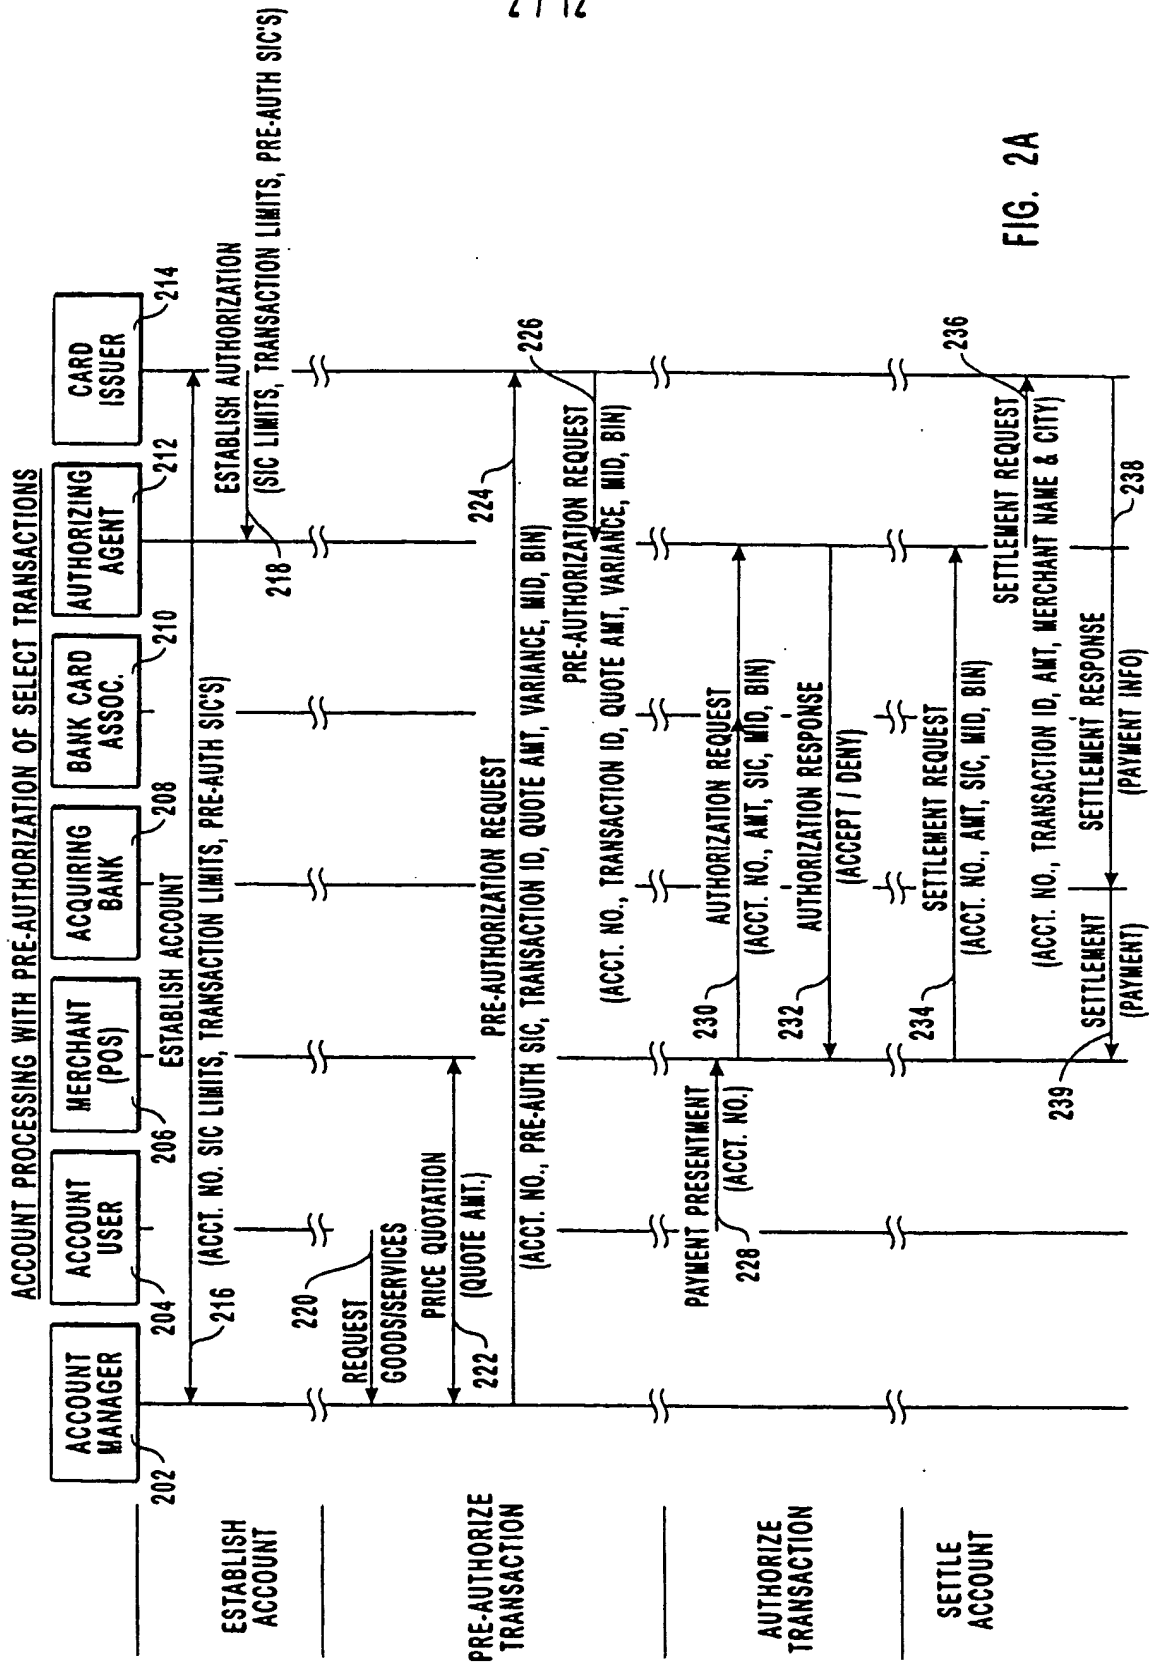 2 / 12
ACCOUNT PROCESSING WITH PRE-AUTHORIZATION OF SELECT TRANSACTIONS
ACCOUNT
MANAGER
202
ACCOUNT
USER
204
MERCHANT
(POS)
206
ACQUIRING
BANK
208
BANK CARD
ASSOC.
210
AUTHORIZING
AGENT
212
CARD
ISSUER
214
ESTABLISH
ACCOUNT
ESTABLISH ACCOUNT
216
(ACCT. NO. SIC LIMITS, TRANSACTION LIMITS, PRE-AUTH SIC'S)
ESTABLISH AUTHORIZATION
218
(SIC LIMITS, TRANSACTION LIMITS, PRE-AUTH SIC'S)
PRE-AUTHORIZE
TRANSACTION
220
REQUEST
GOODS/SERVICES
PRICE QUOTATION
222
(QUOTE AMT.)
PRE-AUTHORIZATION REQUEST
224
(ACCT. NO., PRE-AUTH SIC, TRANSACTION ID, QUOTE AMT, VARIANCE, MID, BIN)
226
PRE-AUTHORIZATION REQUEST
(ACCT. NO., TRANSACTION ID, QUOTE AMT, VARIANCE, MID, BIN)
AUTHORIZE
TRANSACTION
PAYMENT PRESENTMENT
228
(ACCT. NO.)
230
AUTHORIZATION REQUEST
(ACCT. NO., AMT, SIC, MID, BIN)
232
AUTHORIZATION RESPONSE
(ACCEPT / DENY)
SETTLE
ACCOUNT
234
SETTLEMENT REQUEST
(ACCT. NO., AMT, SIC, MID, BIN)
236
SETTLEMENT REQUEST
(ACCT. NO., TRANSACTION ID, AMT, MERCHANT NAME & CITY)
SETTLEMENT RESPONSE
238
(PAYMENT INFO)
SETTLEMENT
239
(PAYMENT)
FIG. 2A